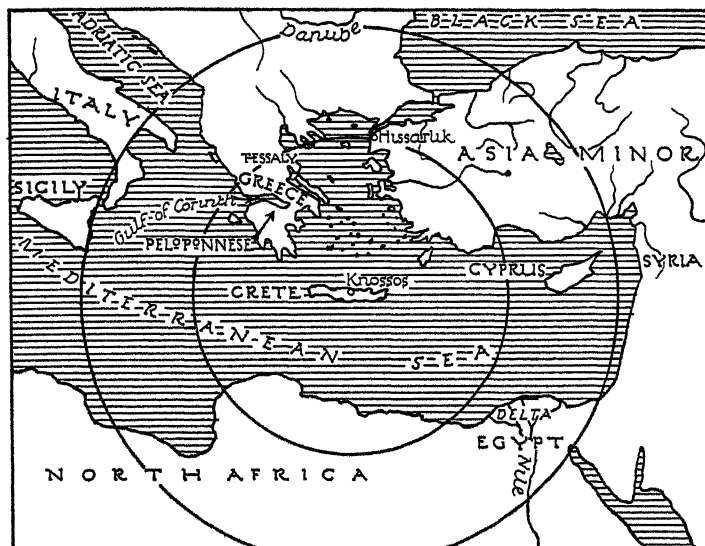 BLACK SEA
Danube
ADRIATIC SEA
ITALY
Hissarlik
THESSALY
ASIA MINOR
GREECE
SICILY
Gulf of Corinth
PELOPONNESE
SYRIA
CYPRUS
Knossos
CRETE
MEDITERRANEAN SEA
DELTA
EGYPT
NORTH AFRICA
Nile